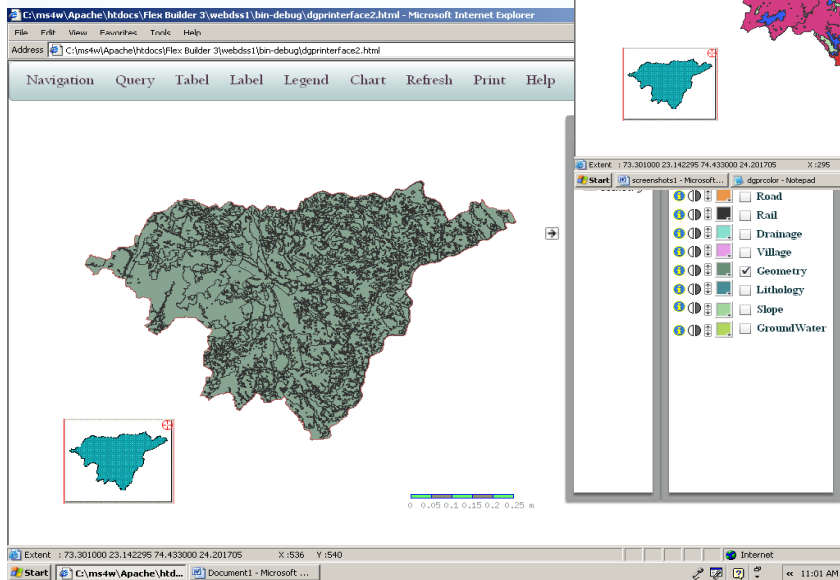 C:\ms4w\Apache\htdocs\Flex Builder 3\webdss1\bin-debug\dgprinterface2.html - Microsoft Internet Explorer
File Edit View Favorites Tools Help
Address C:\ms4w\Apache\htdocs\Flex Builder 3\webdss1\bin-debug\dgprinterface2.html
Navigation Query Tabel Label Legend Chart Refresh Print Help
Extent : 73.301000 23.142295 74.433000 24.201705 X :295
Start screenshots1 - Microsoft... dgprcolor - Notepad
Road
Rail
Drainage
Village
Geometry
Lithology
Slope
GroundWater
0 0.05 0.1 0.15 0.2 0.25 m
Extent : 73.301000 23.142295 74.433000 24.201705 X :536 Y :540 Internet
Start C:\ms4w\Apache\htd... Document1 - Microsoft ... « 11:01 AM